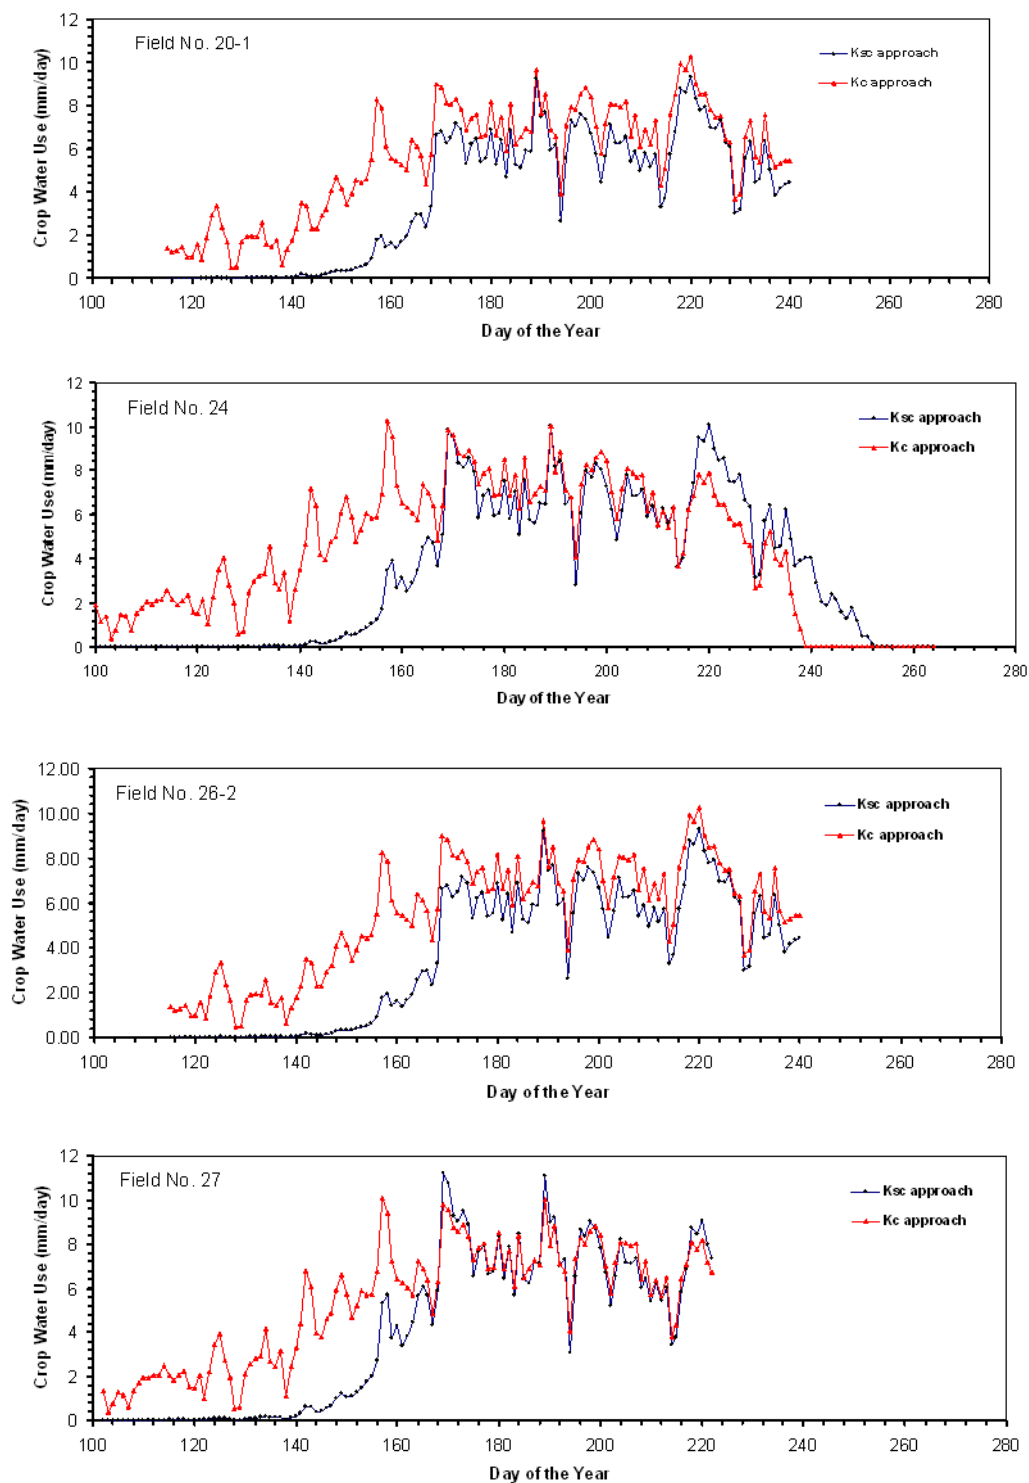 Field No. 20-1
Ksc approach
Kc approach
Crop Water Use (mm/day)
12
10
8
6
4
2
0
100 120 140 160 180 200 220 240 260 280
Day of the Year
Field No. 24
Ksc approach
Kc approach
Crop Water Use (mm/day)
12
10
8
6
4
2
0
100 120 140 160 180 200 220 240 260 280
Day of the Year
Field No. 26-2
Ksc approach
Kc approach
Crop Water Use (mm/day)
12.00
10.00
8.00
6.00
4.00
2.00
0.00
100 120 140 160 180 200 220 240 260 280
Day of the Year
Field No. 27
Ksc approach
Kc approach
Crop Water Use (mm/day)
12
10
8
6
4
2
0
100 120 140 160 180 200 220 240 260 280
Day of the Year